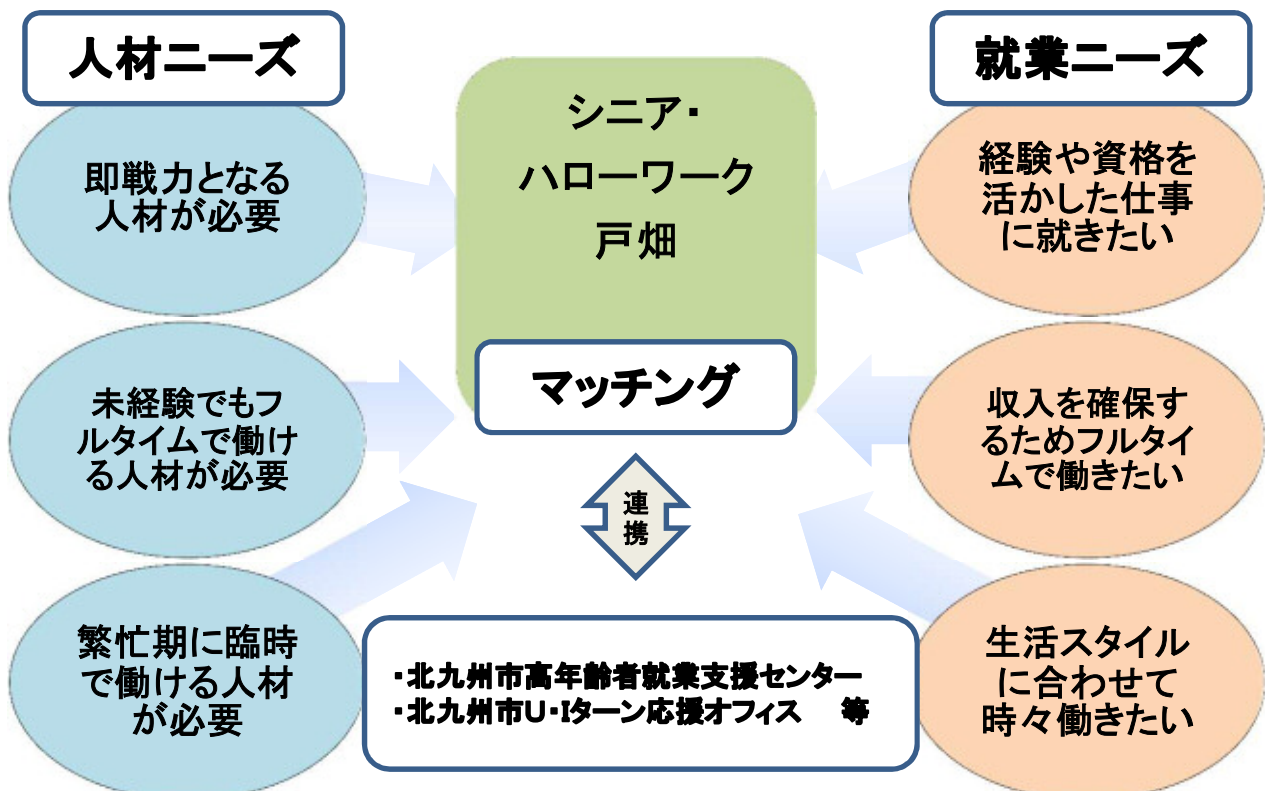 人材ニーズ
即戦力となる
人材が必要
未経験でもフ
ルタイムで働け
る人材が必要
繁忙期に臨時
で働ける人材
が必要
シニア・
ハローワーク
戸畑
マッチング
連
携
・北九州市高年齢者就業支援センター
・北九州市U・Iターン応援オフィス　等
就業ニーズ
経験や資格を
活かした仕事
に就きたい
収入を確保す
るためフルタイ
ムで働きたい
生活スタイル
に合わせて
時々働きたい